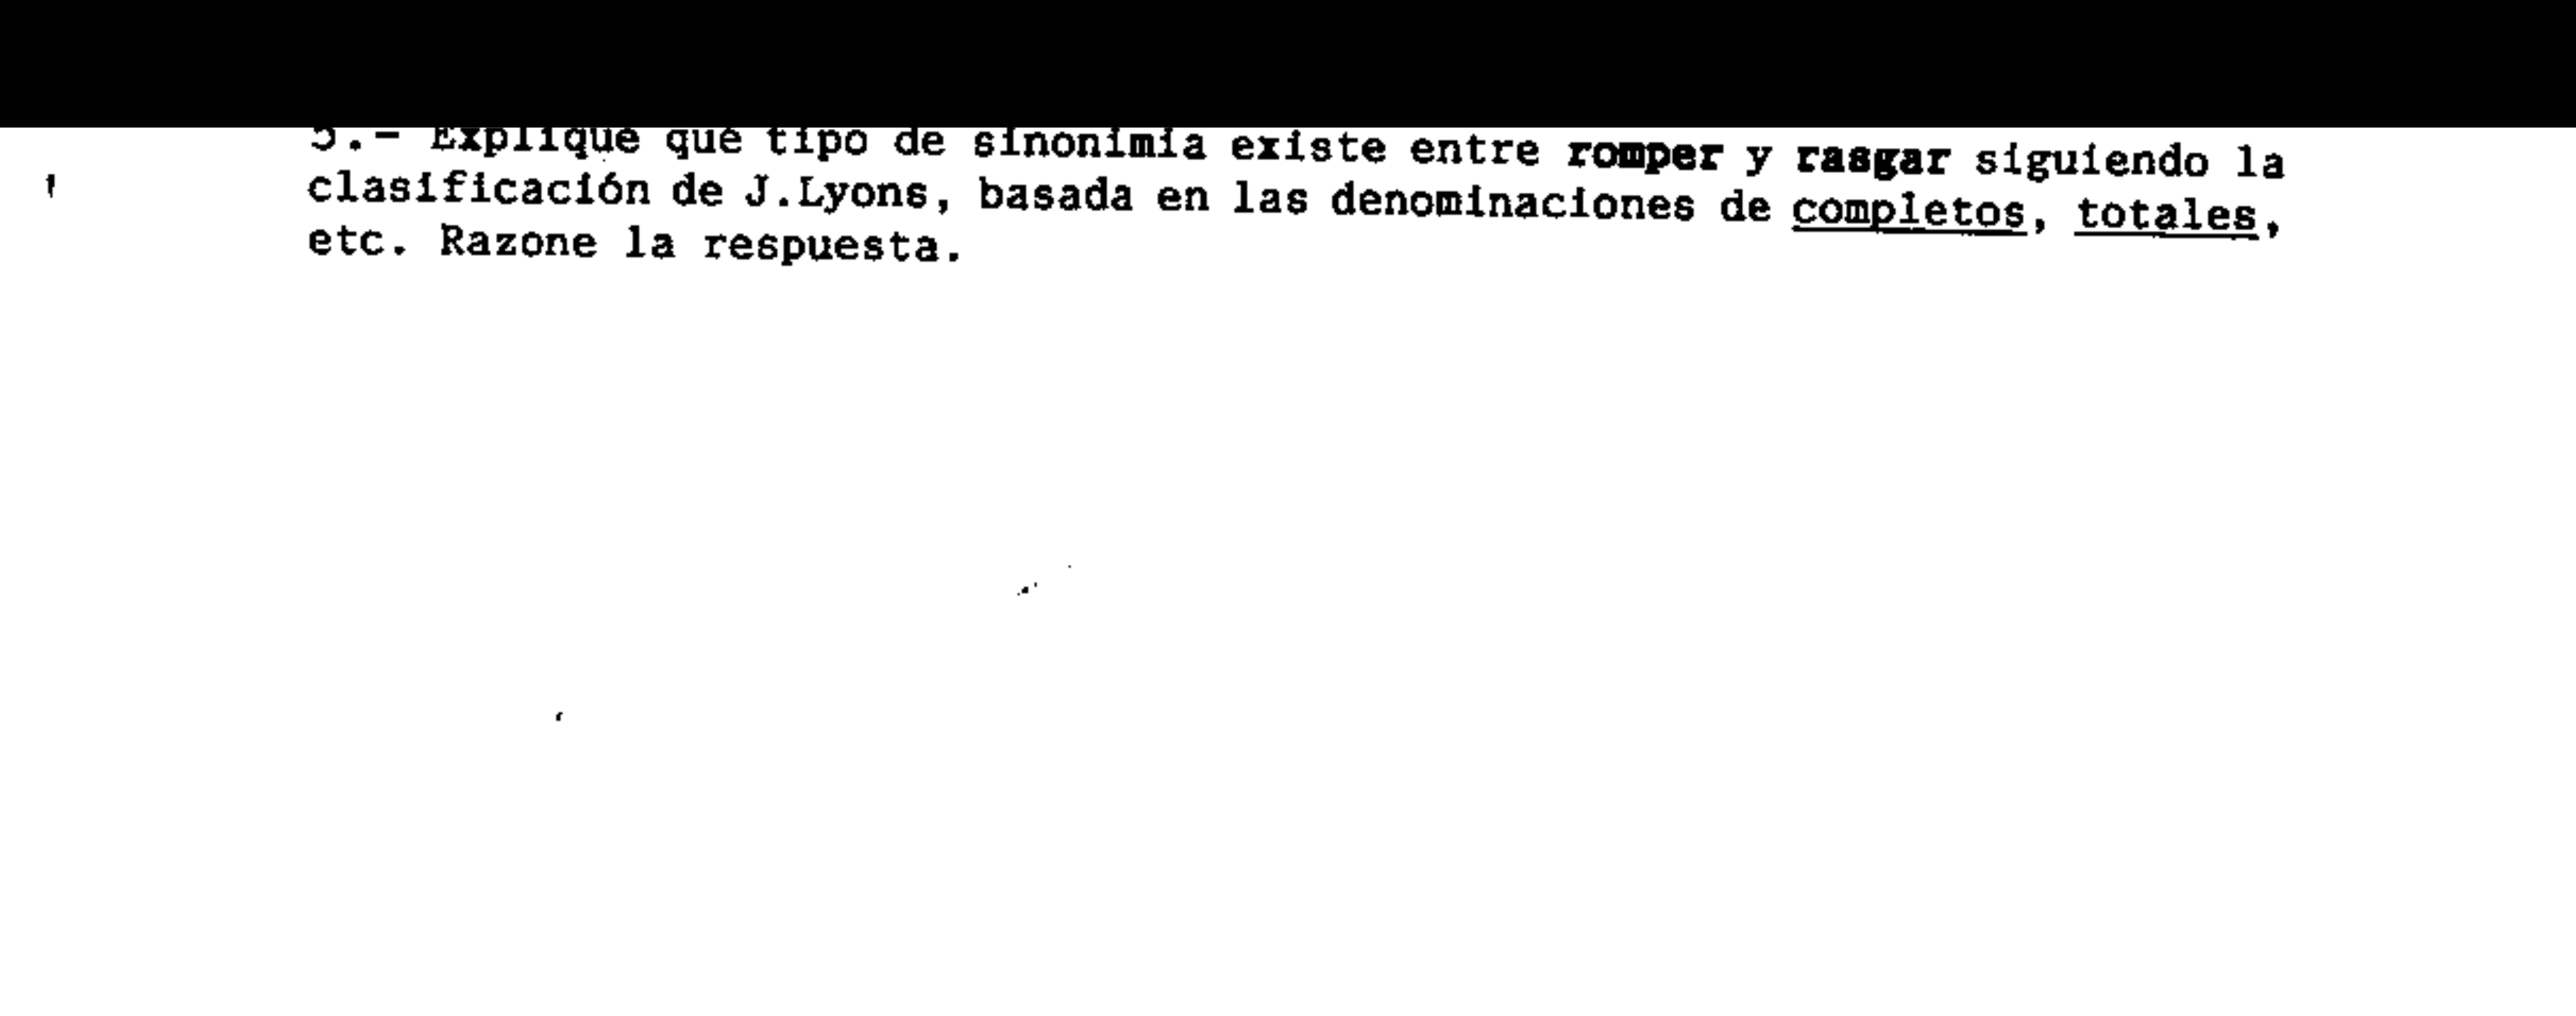 5.- Explique qué tipo de sinonimia existe entre romper y rasgar siguiendo la
clasificación de J.Lyons, basada en las denominaciones de completos, totales,
etc. Razone la respuesta.